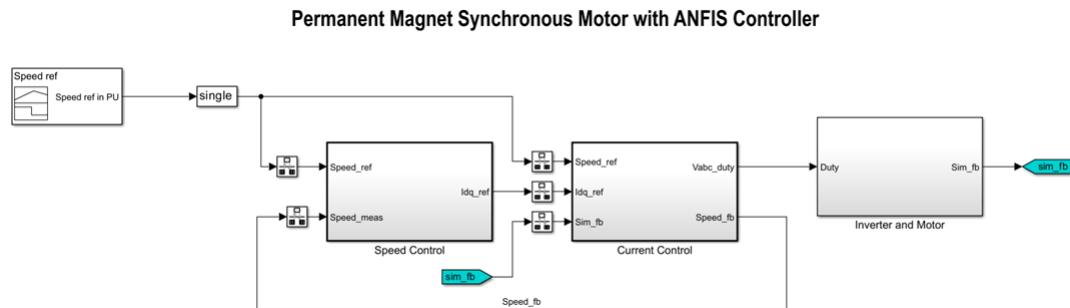 Permanent Magnet Synchronous Motor with ANFIS Controller
Speed ref
Speed ref in PU
single
Speed_ref
Speed_meas
Idq_ref
Speed Control
Speed_ref
Idq_ref
Sim_fb
Vabc_duty
Speed_fb
Current Control
Duty
Sim_fb
Inverter and Motor
sim_fb
sim_fb
Speed_fb